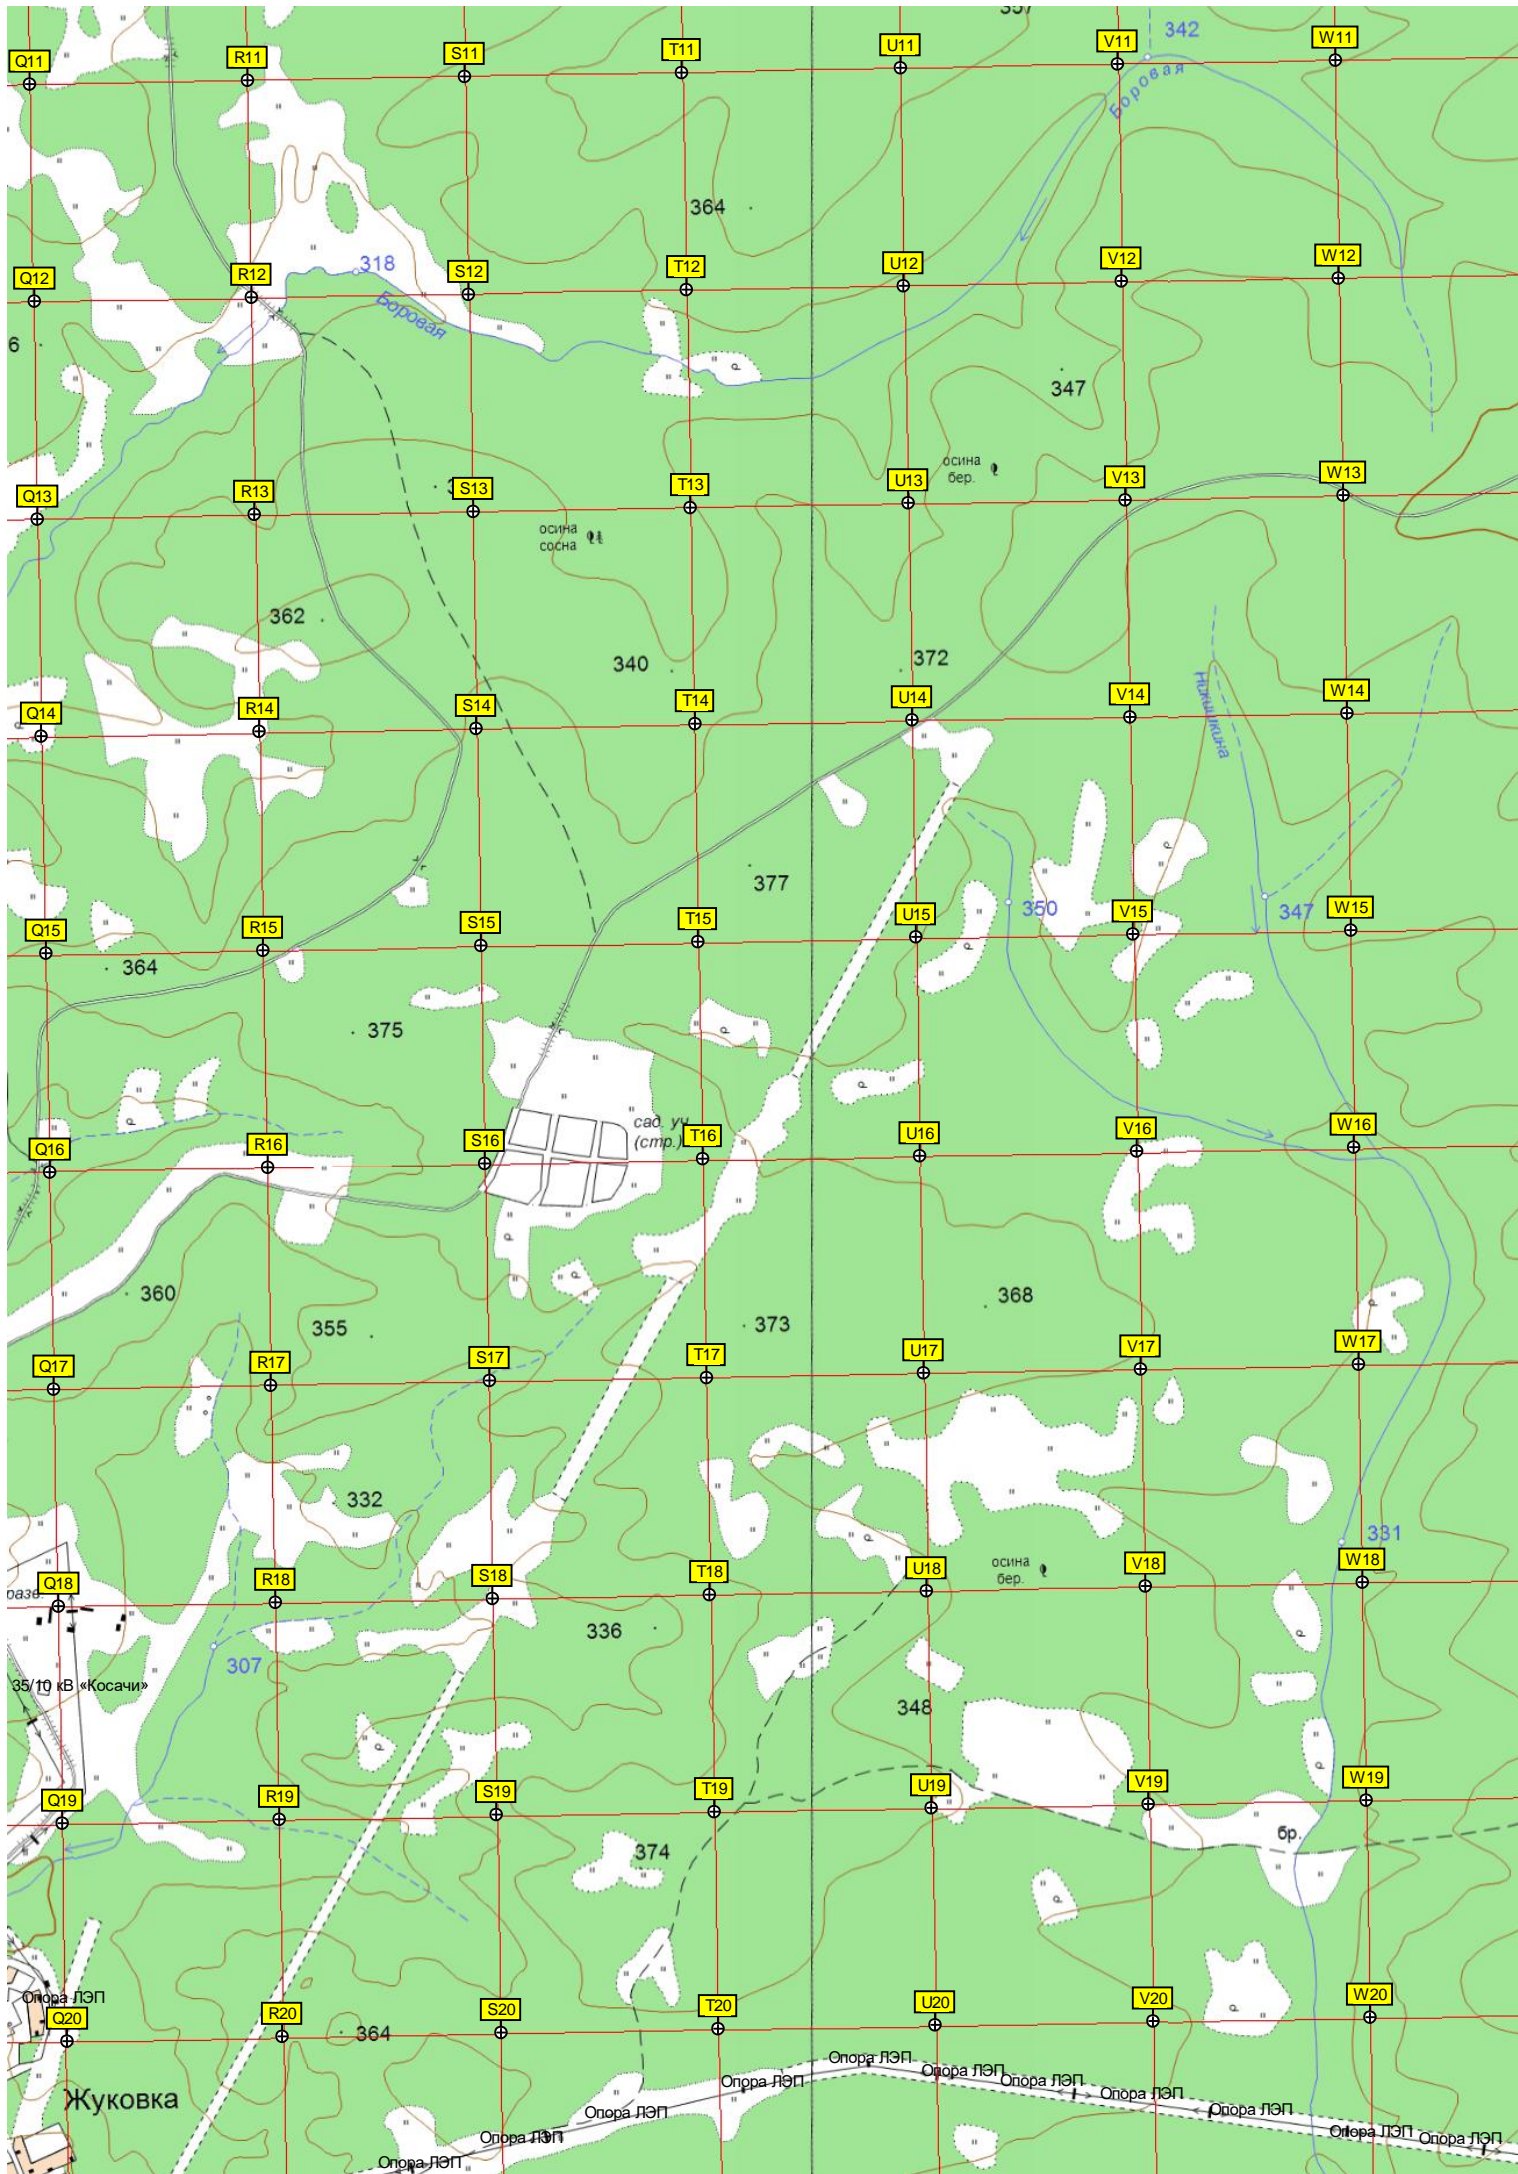 342
Q11
R11
S11
T11
U11
V11
W11
Боровая
364
318
Q12
R12
S12
T12
U12
V12
W12
Боровая
6
347
осина
бер.
Q13
R13
S13
T13
U13
V13
W13
осина
сосна
362
340
372
Никишкина
Q14
R14
S14
T14
U14
V14
W14
377
350
347
Q15
R15
S15
T15
U15
V15
W15
364
375
сад. уч
(стр.)
Q16
R16
S16
T16
U16
V16
W16
360
355
373
368
Q17
R17
S17
T17
U17
V17
W17
332
331
осина
бер.
Q18
R18
S18
T18
U18
V18
W18
разв.
336
307
35/10 кВ «Косачи»
348
Q19
R19
S19
T19
U19
V19
W19
бр.
374
Опора ЛЭП
Q20
R20
S20
T20
U20
V20
W20
364
Жуковка
Опора ЛЭП
Опора ЛЭП
Опора ЛЭП
Опора ЛЭП
Опора ЛЭП
Опора ЛЭП
Опора ЛЭП
Опора ЛЭП
Опора ЛЭП
Опора ЛЭП
Опора ЛЭП